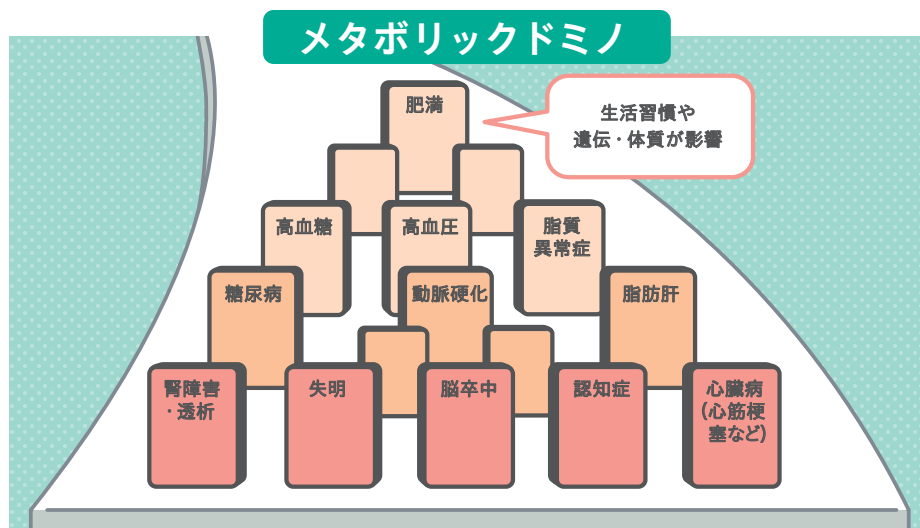 メタボリックドミノ
肥満
生活習慣や
遺伝・体質が影響
高血糖
高血圧
脂質
異常症
糖尿病
動脈硬化
脂肪肝
腎障害
・透析
失明
脳卒中
認知症
心臓病
(心筋梗
塞など)